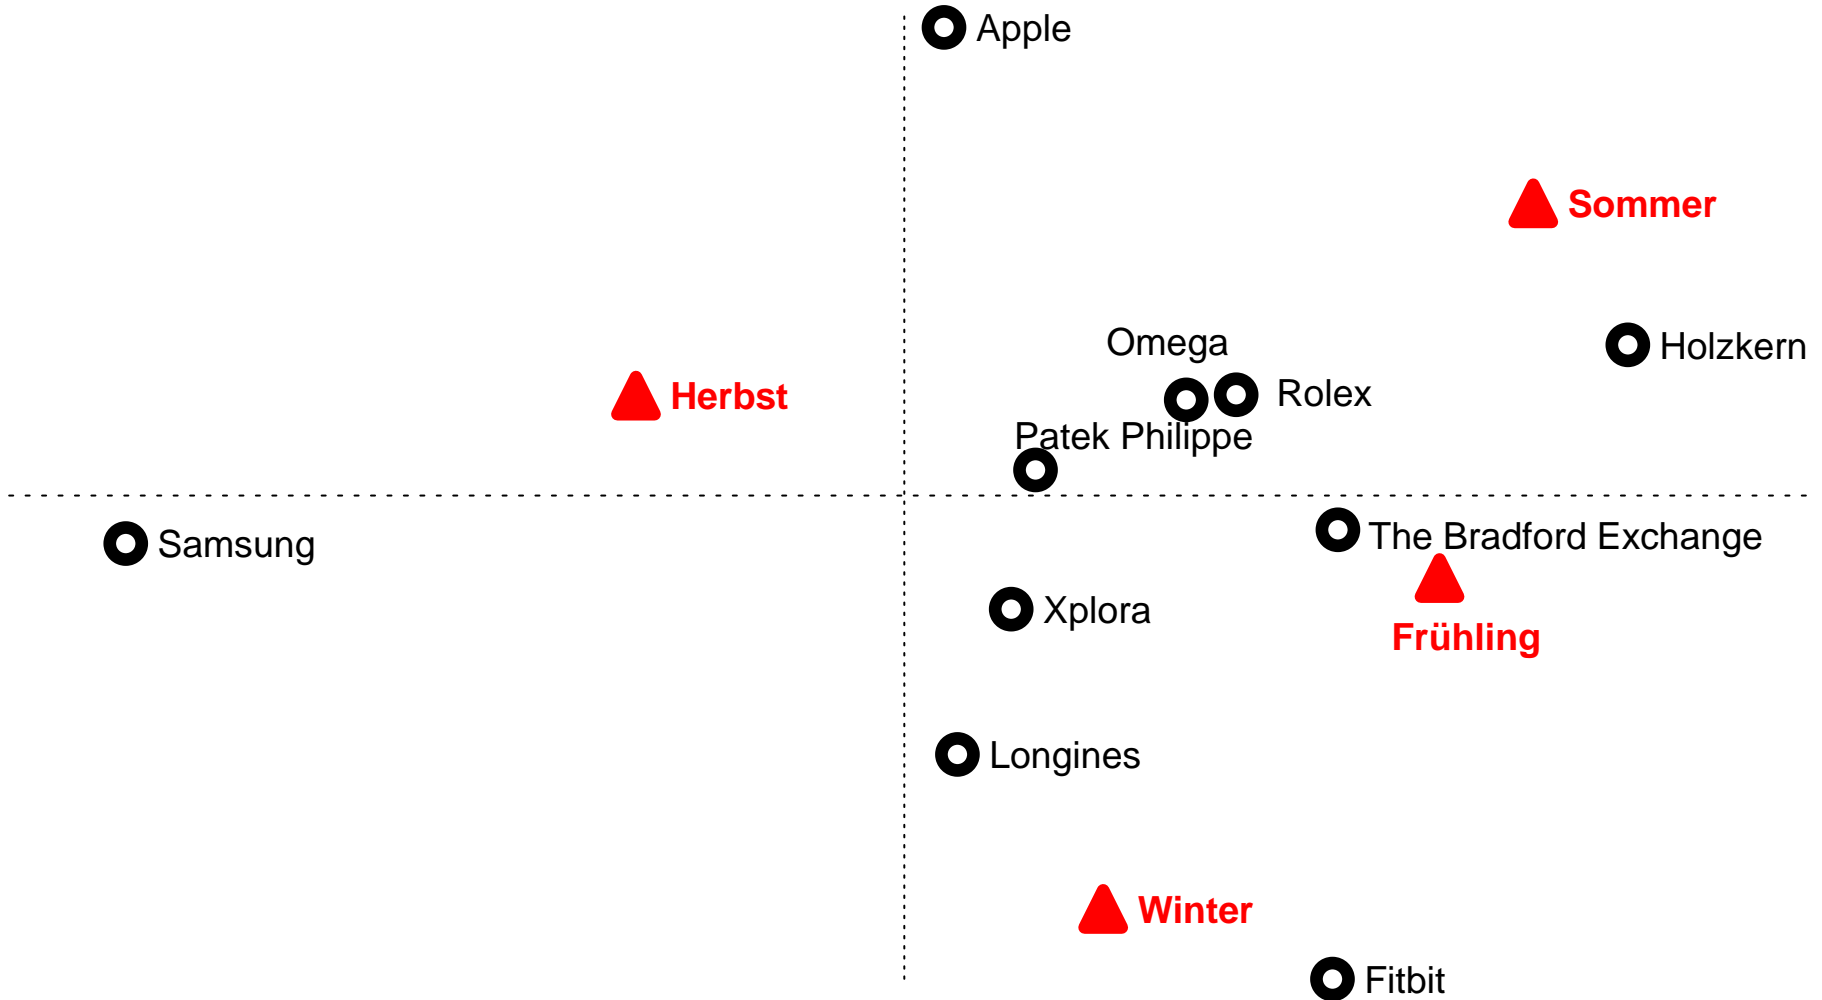 Apple
Sommer
Omega
Holzkern
Herbst
Rolex
Patek Philippe
Samsung
The Bradford Exchange
Xplora
Frühling
Longines
Winter
Fitbit